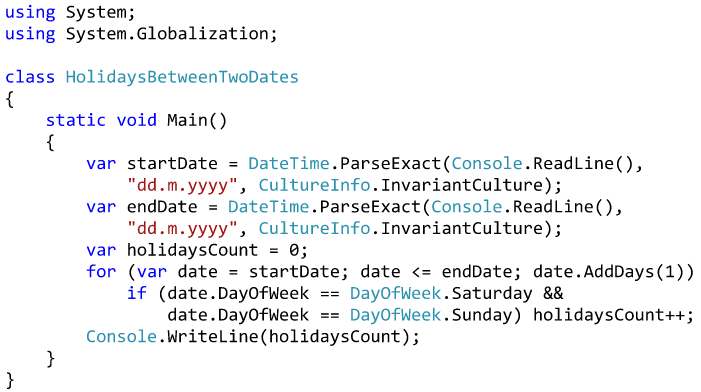 using System;
using System.Globalization;

class HolidaysBetweenTwoDates
{
    static void Main()
    {
        var startDate = DateTime.ParseExact(Console.ReadLine(),
            "dd.m.yyyy", CultureInfo.InvariantCulture);
        var endDate = DateTime.ParseExact(Console.ReadLine(),
            "dd.m.yyyy", CultureInfo.InvariantCulture);
        var holidaysCount = 0;
        for (var date = startDate; date <= endDate; date.AddDays(1))
            if (date.DayOfWeek == DayOfWeek.Saturday &&
                date.DayOfWeek == DayOfWeek.Sunday) holidaysCount++;
        Console.WriteLine(holidaysCount);
    }
}